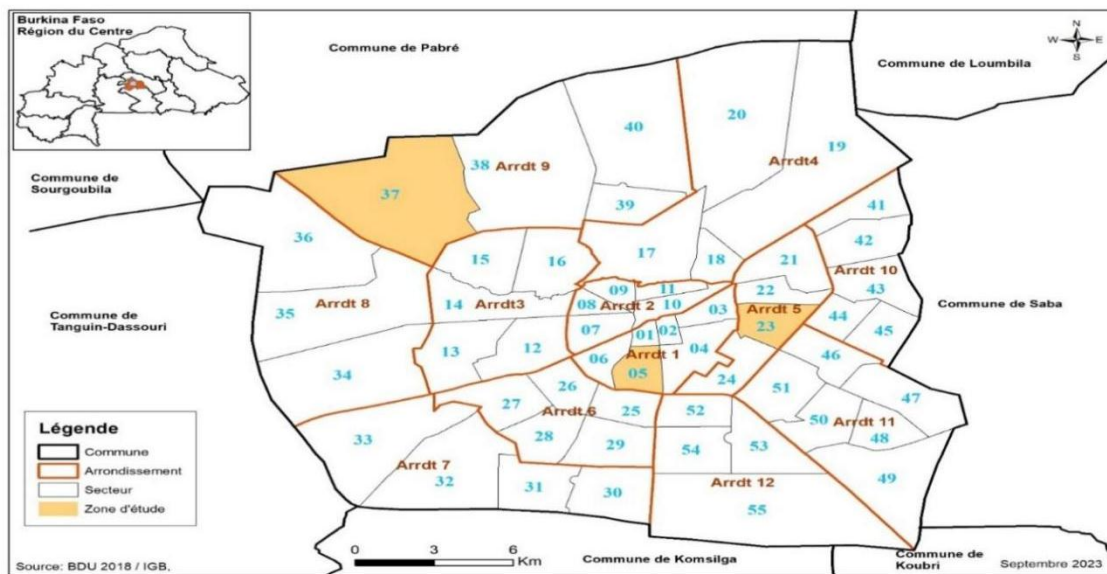 Burkina Faso
Région du Centre
Commune de Pabré
N
W E
S
Commune de Loumbila
40
20
19
38
Arrdt 9
Arrdt4
Commune de
Sourgoubila
37
39
41
36
17
42
15
16
18
21
Arrdt 10
09
11
22
43
Commune de Saba
Commune de
Tanguin-Dassouri
35
Arrdt 8
14
Arrdt3
08
Arrdt 2
10
03
Arrdt 5
23
44
45
07
01
02
13
12
06
Arrdt 1
04
46
34
05
24
26
51
47
27
Arrdt 6
25
52
50
Arrdt 11
48
33
28
29
54
53
Arrdt 7
32
49
31
30
Arrdt 12
55
Légende
Commune
Arrondissement
Secteur
Zone d'étude
0 3 6
Km
Source: BDU 2018 / IGB,
Commune de Komsilga
Commune de
Koubri
Septembre 2023